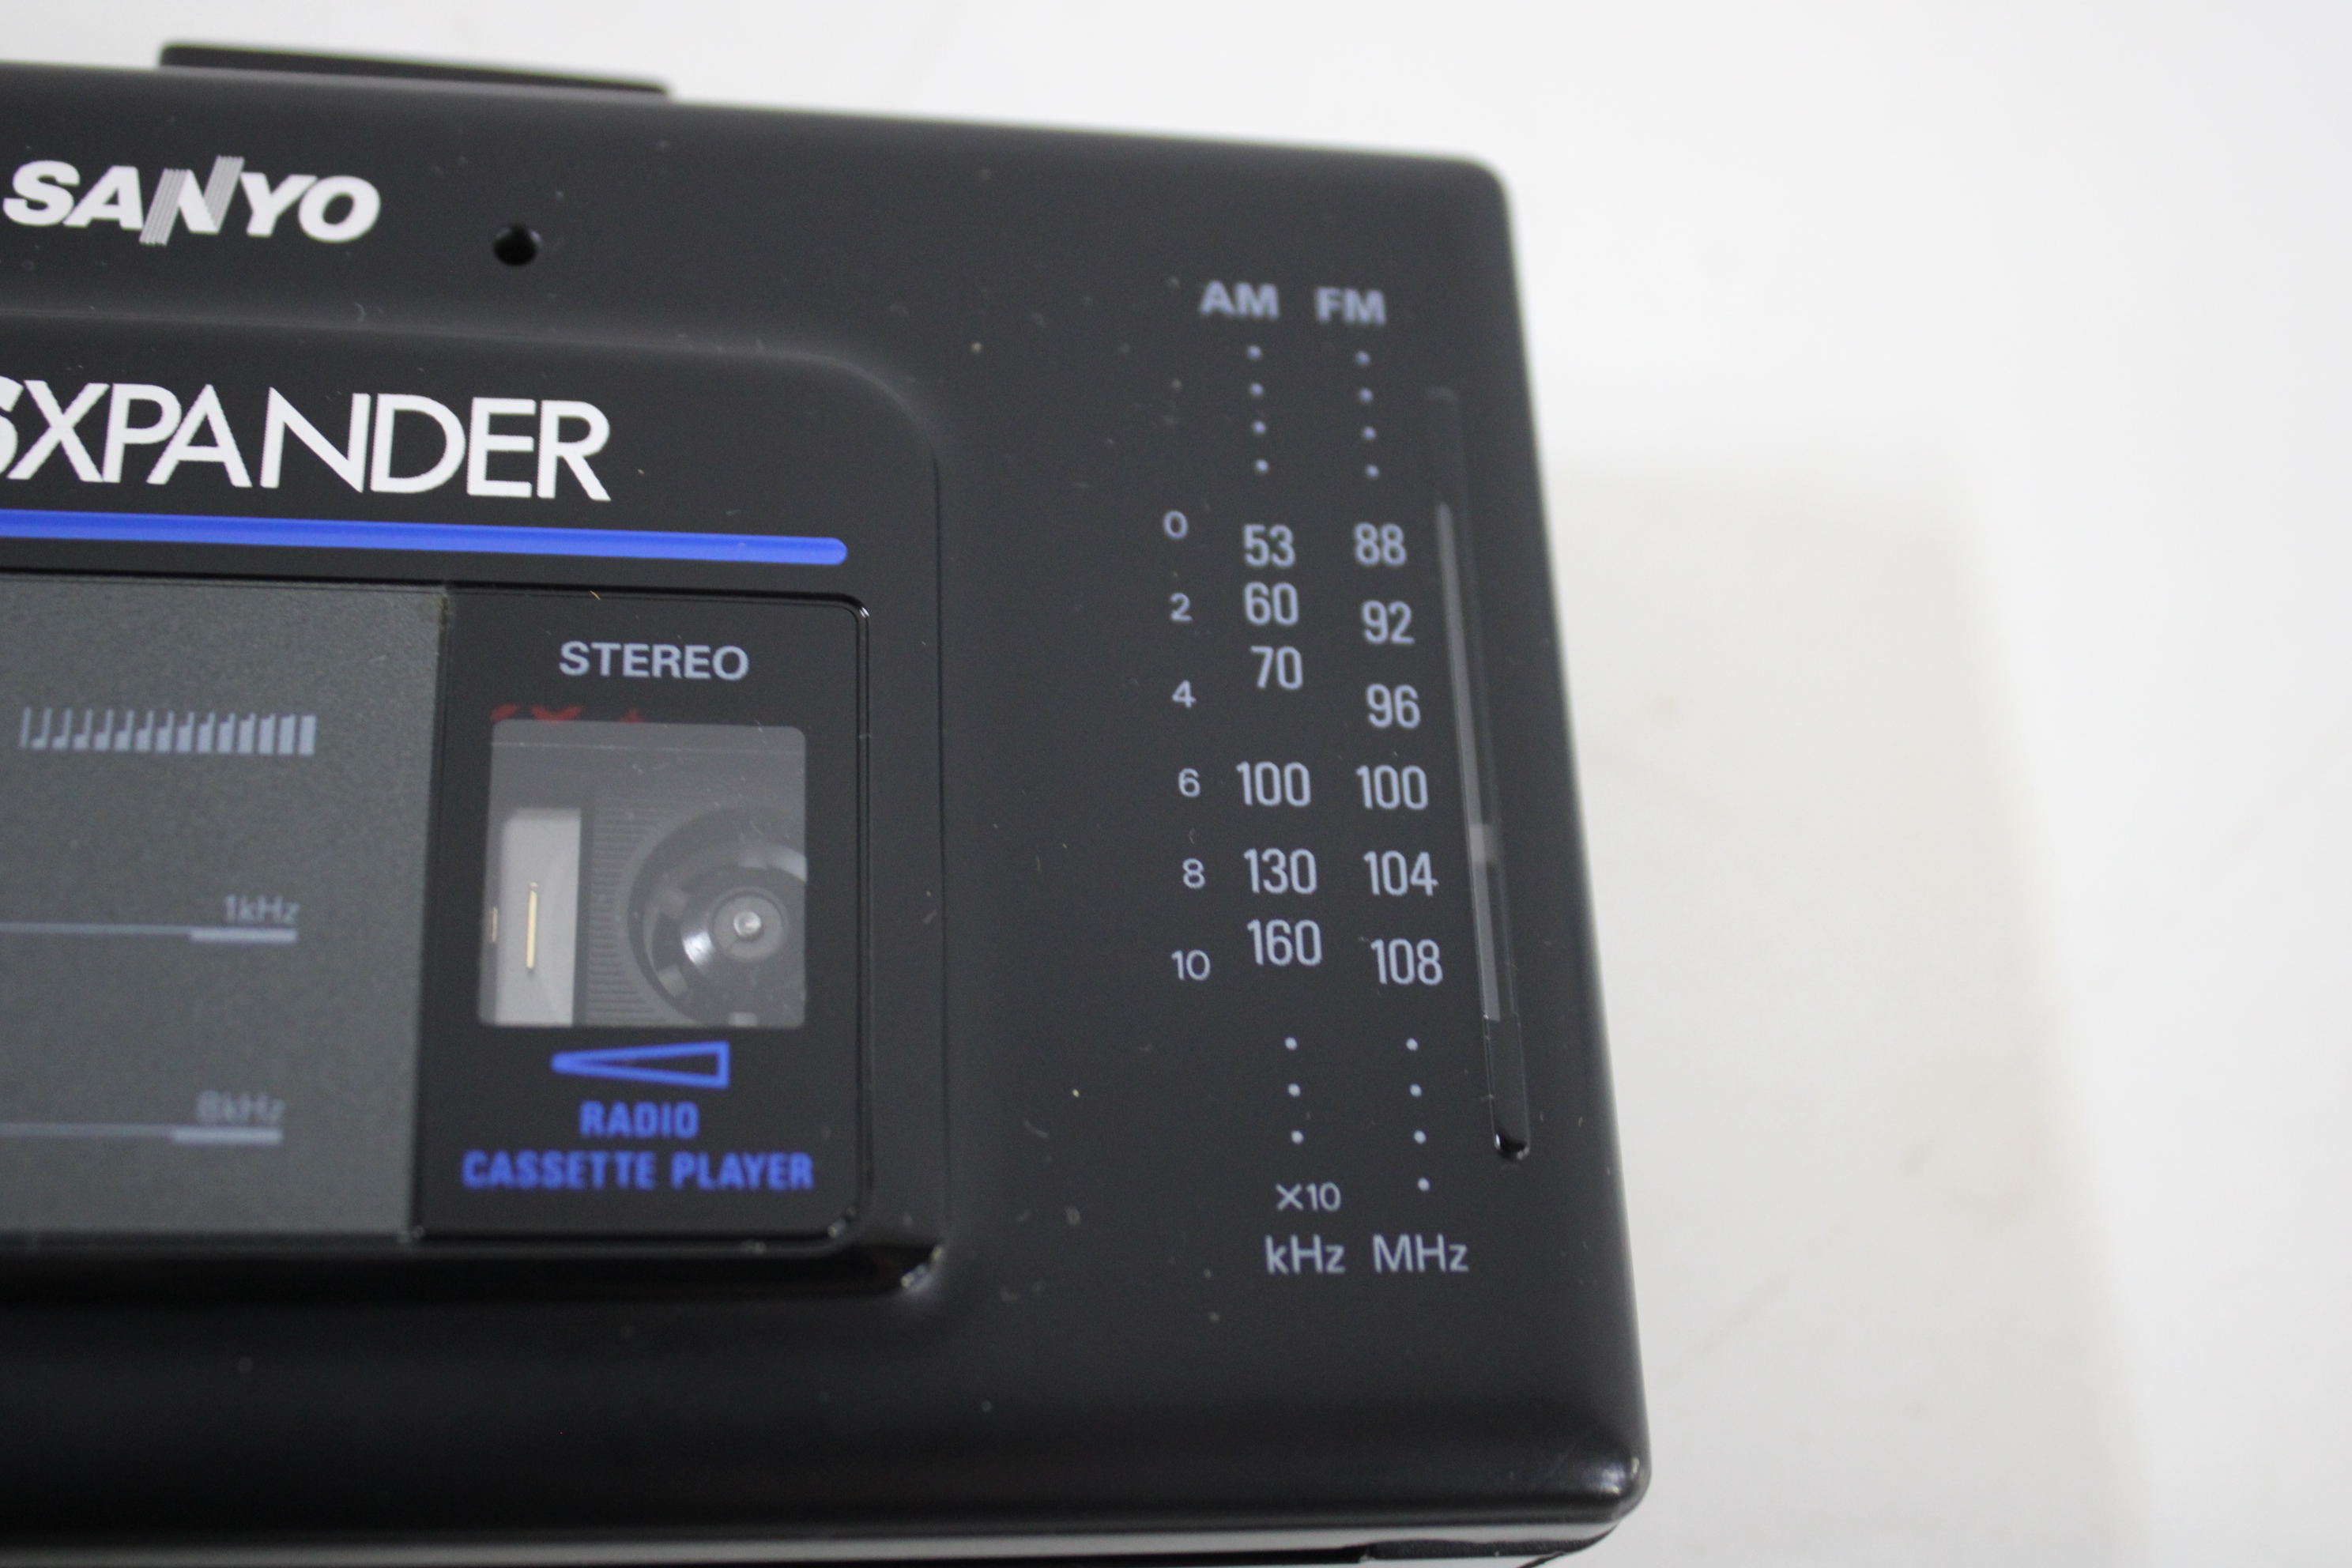 SANYO
SXPANDER
STEREO
1kHz
8kHz
RADIO
CASSETTE PLAYER
AM FM
0 53 88
2 60 92
4 70 96
6 100 100
8 130 104
10 160 108
X10
kHz MHz